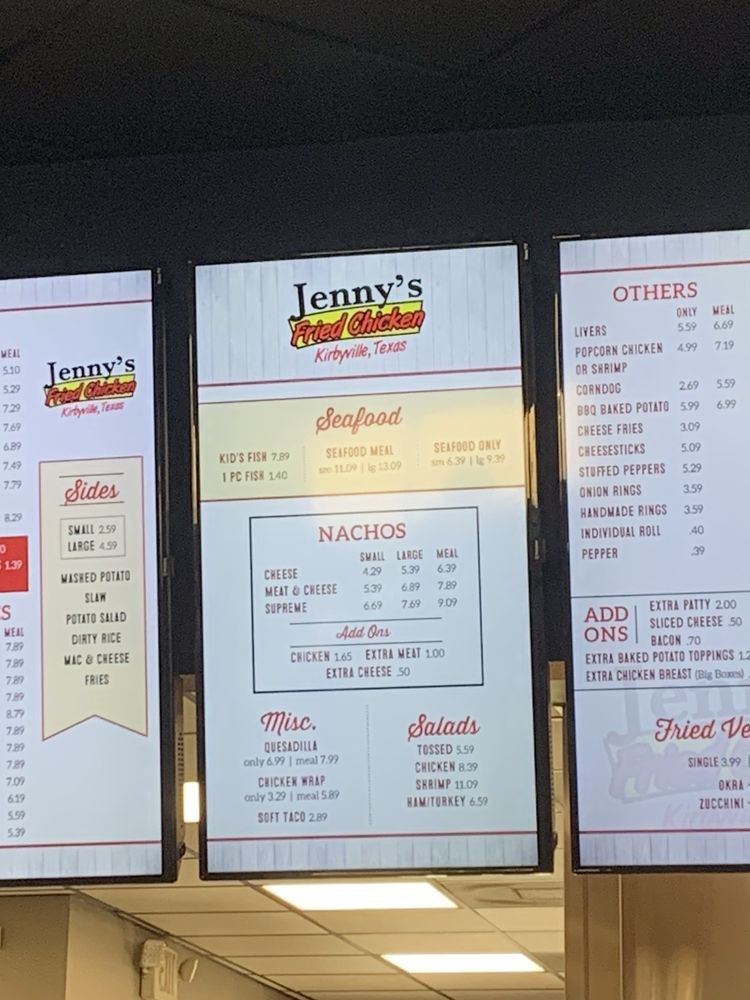 MEAL
5.10
5.29
7.29
7.69
6.89
7.49
7.79
8.29
1.39
MEAL
7.89
7.89
7.89
7.89
8.79
7.89
7.89
7.89
7.09
6.19
5.59
5.39
Jenny's
Fried Chicken
Kirbyville, Texas
Sides
SMALL 2.59
LARGE 4.59
MASHED POTATO
SLAW
POTATO SALAD
DIRTY RICE
MAC & CHEESE
FRIES
Jenny's
Fried Chicken
Kirbyville, Texas
Seafood
KID'S FISH 7.89
1 PC FISH 1.40
SEAFOOD MEAL
sm 11.09 | lg 13.09
SEAFOOD ONLY
sm 6.39 | lg 9.39
NACHOS
SMALL LARGE MEAL
CHEESE 4.29 5.39 6.39
MEAT & CHEESE 5.39 6.89 7.89
SUPREME 6.69 7.69 9.09
Add Ons
CHICKEN 1.65 EXTRA MEAT 1.00
EXTRA CHEESE .50
Misc.
QUESADILLA
only 6.99 | meal 7.99
CHICKEN WRAP
only 3.29 | meal 5.89
SOFT TACO 2.89
Salads
TOSSED 5.59
CHICKEN 8.39
SHRIMP 11.09
HAM/TURKEY 6.59
OTHERS
ONLY MEAL
LIVERS 5.59 6.69
POPCORN CHICKEN 4.99 7.19
OR SHRIMP
CORNDOG 2.69 5.59
BBQ BAKED POTATO 5.99 6.99
CHEESE FRIES 3.09
CHEESESTICKS 5.09
STUFFED PEPPERS 5.29
ONION RINGS 3.59
HANDMADE RINGS 3.59
INDIVIDUAL ROLL .40
PEPPER .39
ADD ONS
EXTRA PATTY 2.00
SLICED CHEESE .50
BACON .70
EXTRA BAKED POTATO TOPPINGS 1.2
EXTRA CHICKEN BREAST (Big Boxes)
Fried Ve
SINGLE 3.99 |
OKRA
ZUCCHINI